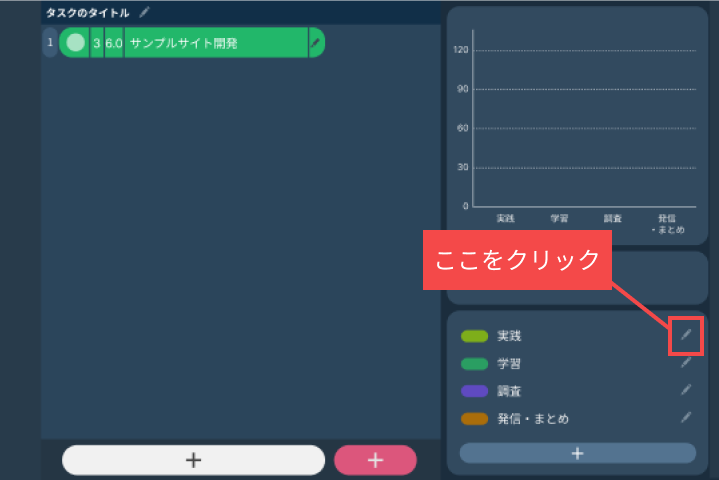 タスクのタイトル
1 3 6.0 サンプルサイト開発
120
90
60
30
0
実践 学習 調査 発信
・まとめ
ここをクリック
実践
学習
調査
発信・まとめ
+
+ +